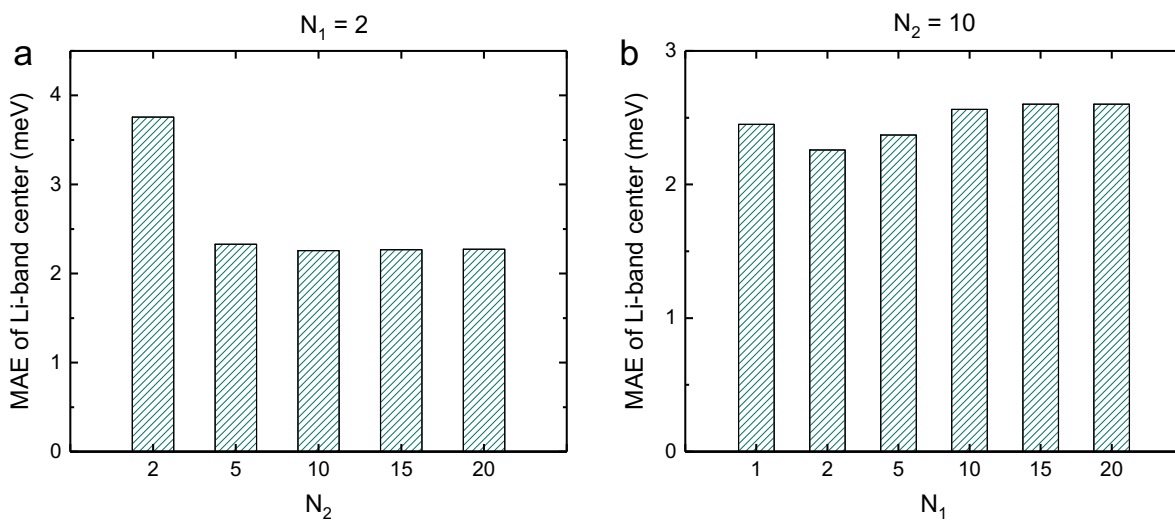 N₁ = 2
a
MAE of Li-band center (meV)
4
3
2
1
0
2 5 10 15 20
N₂
N₂ = 10
b
MAE of Li-band center (meV)
3
2
1
0
1 2 5 10 15 20
N₁